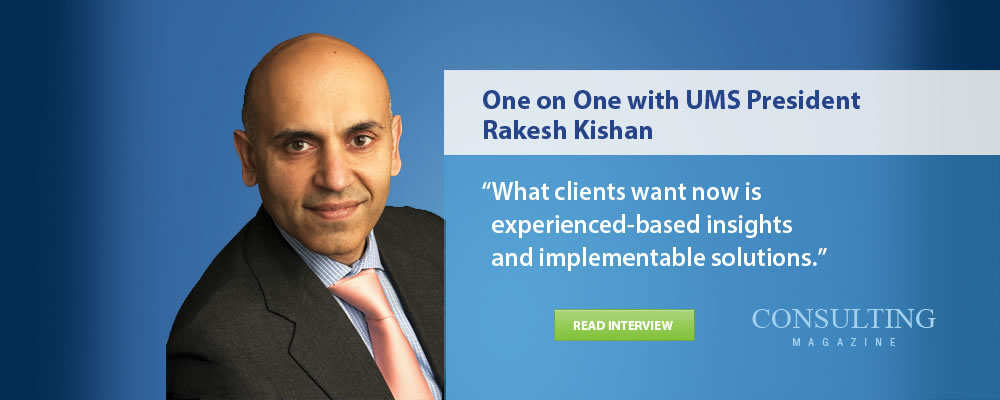 One on One with UMS President
Rakesh Kishan
“What clients want now is
experienced-based insights
and implementable solutions.”
READ INTERVIEW
CONSULTING
MAGAZINE